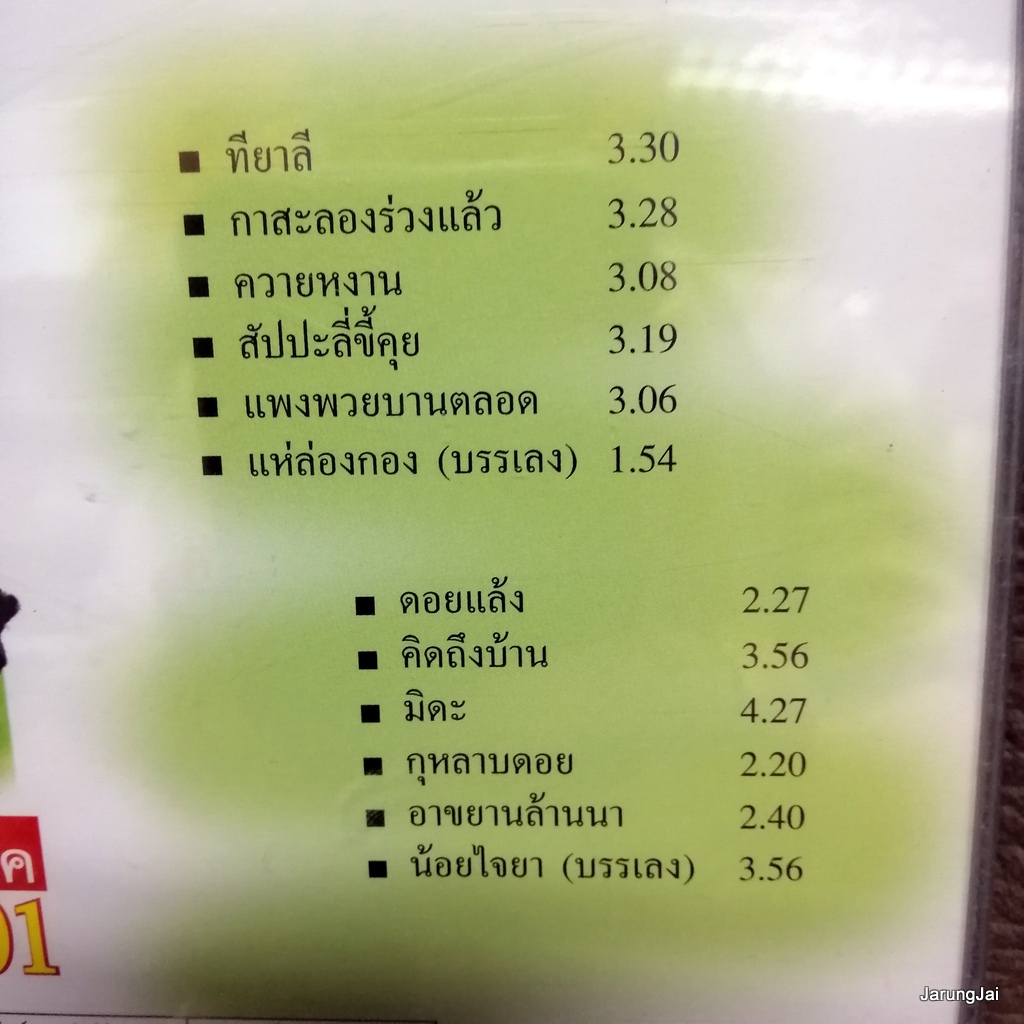 ■ ทียาลี 3.30
■ กาสะลองร่วงแล้ว 3.28
■ ควายหงาน 3.08
■ สัปปะลี่ขี้คุย 3.19
■ แพงพวยบานตลอด 3.06
■ แห่ล่องกอง (บรรเลง) 1.54
■ ดอยแล้ง 2.27
■ คิดถึงบ้าน 3.56
■ มิดะ 4.27
■ กุหลาบดอย 2.20
■ อาขยานล้านนา 2.40
■ น้อยไจยา (บรรเลง) 3.56
ค
01
JarungJai